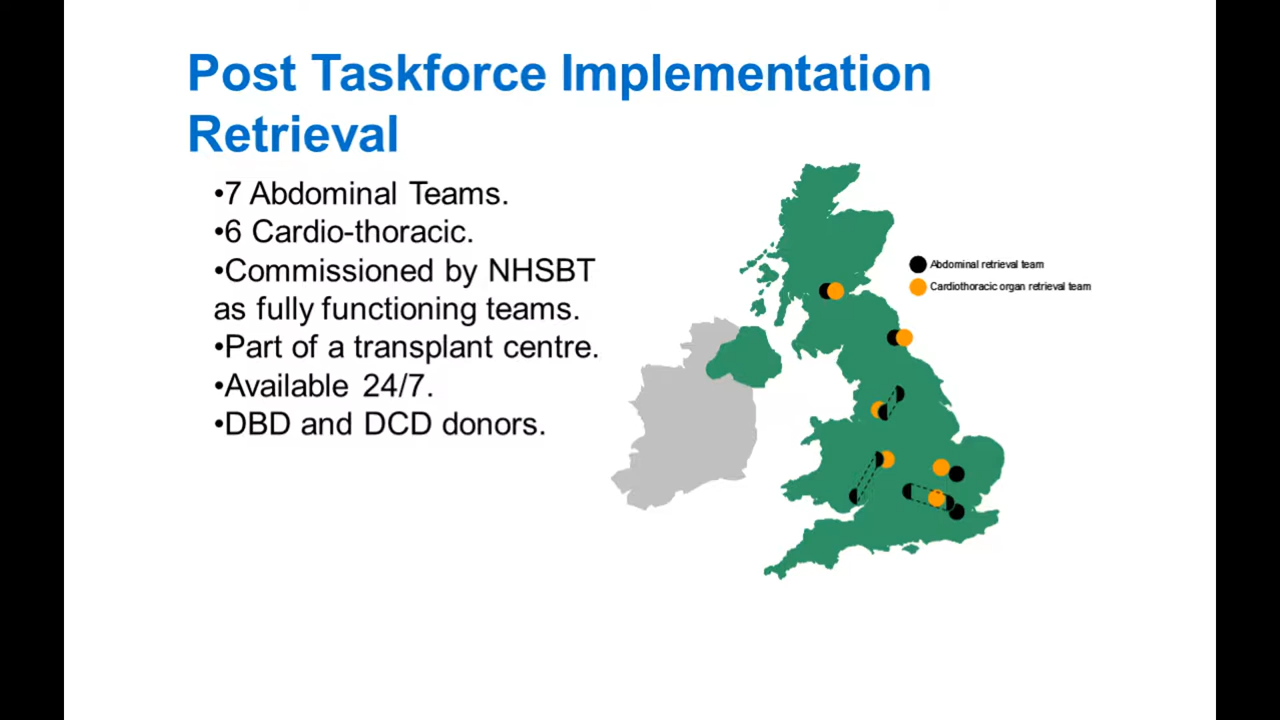 Post Taskforce Implementation
Retrieval
•7 Abdominal Teams.
•6 Cardio-thoracic.
•Commissioned by NHSBT
as fully functioning teams.
•Part of a transplant centre.
•Available 24/7.
•DBD and DCD donors.
Abdominal retrieval team
Cardiothoracic organ retrieval team